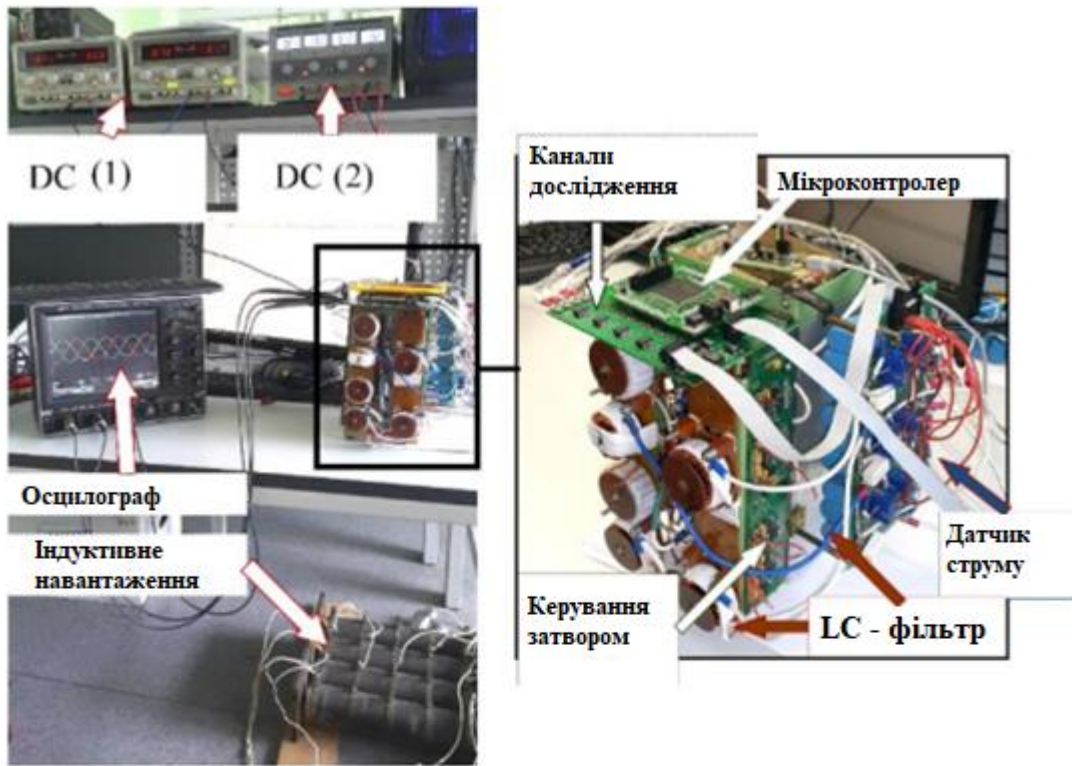 DC (1)
DC (2)
Канали
дослідження
Мікроконтролер
Осцилограф
Індуктивне
навантаження
Датчик
струму
Керування
затвором
LC - фільтр